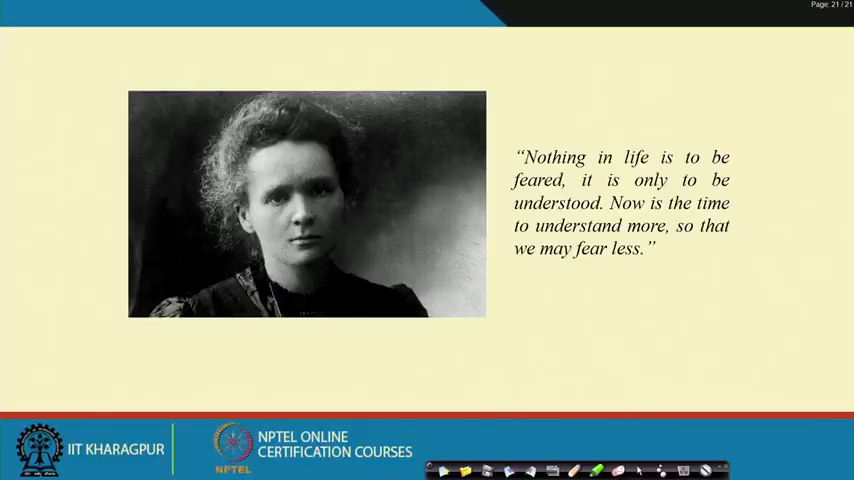 Page: 21 / 21
“Nothing in life is to be
feared, it is only to be
understood. Now is the time
to understand more, so that
we may fear less.”
IIT KHARAGPUR
NPTEL
NPTEL ONLINE
CERTIFICATION COURSES